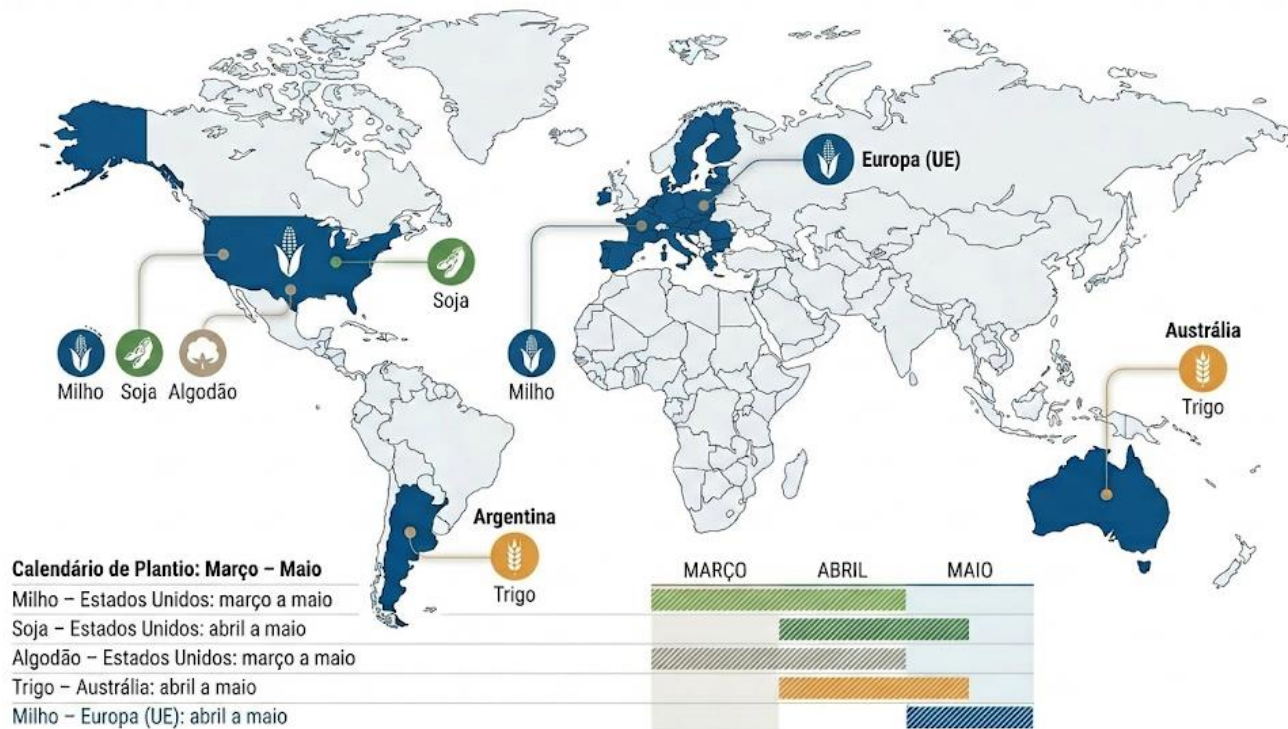 Europa (UE)
Soja
Milho
Soja
Algodão
Milho
Austrália
Trigo
Argentina
Trigo
Calendário de Plantio: Março – Maio
MARÇO
ABRIL
MAIO
Milho – Estados Unidos: março a maio
Soja – Estados Unidos: abril a maio
Algodão – Estados Unidos: março a maio
Trigo – Austrália: abril a maio
Milho – Europa (UE): abril a maio